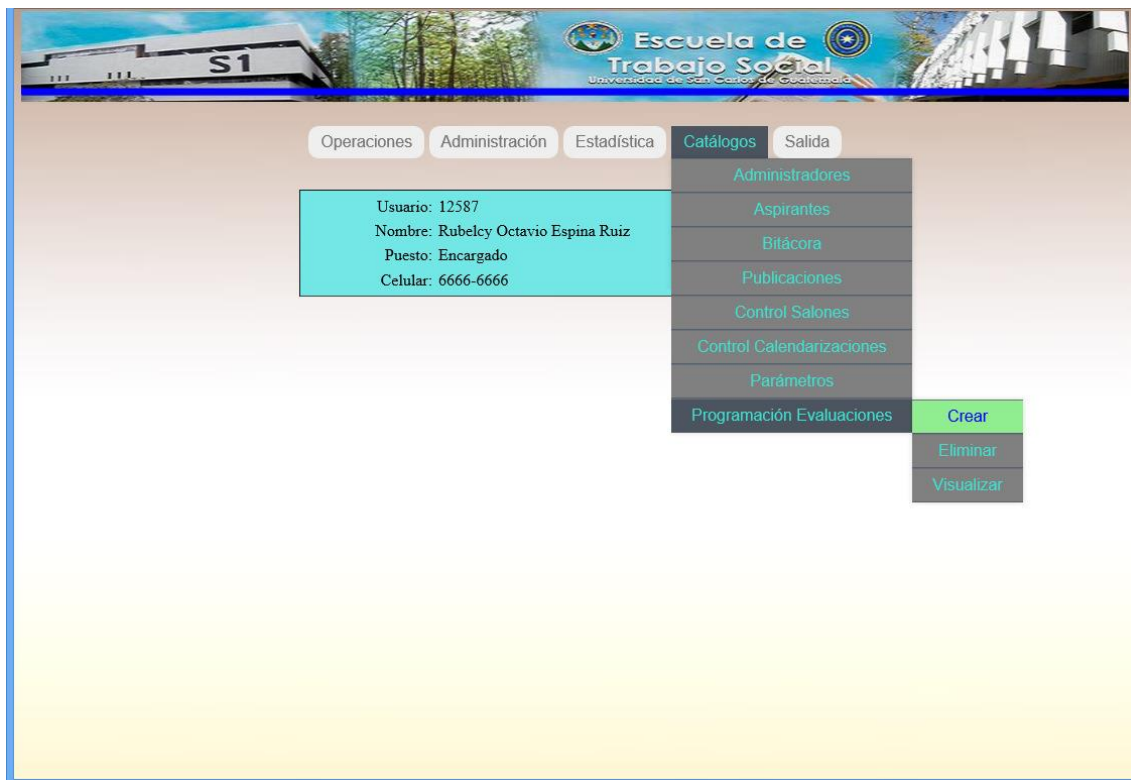 S1
Escuela de
Trabajo Social
Universidad de San Carlos de Guatemala
Operaciones Administración Estadística Catálogos Salida
Administradores
Usuario: 12587
Aspirantes
Nombre: Rubelcy Octavio Espina Ruiz
Bitácora
Puesto: Encargado
Celular: 6666-6666
Publicaciones
Control Salones
Control Calendarizaciones
Parámetros
Programación Evaluaciones Crear
Eliminar
Visualizar